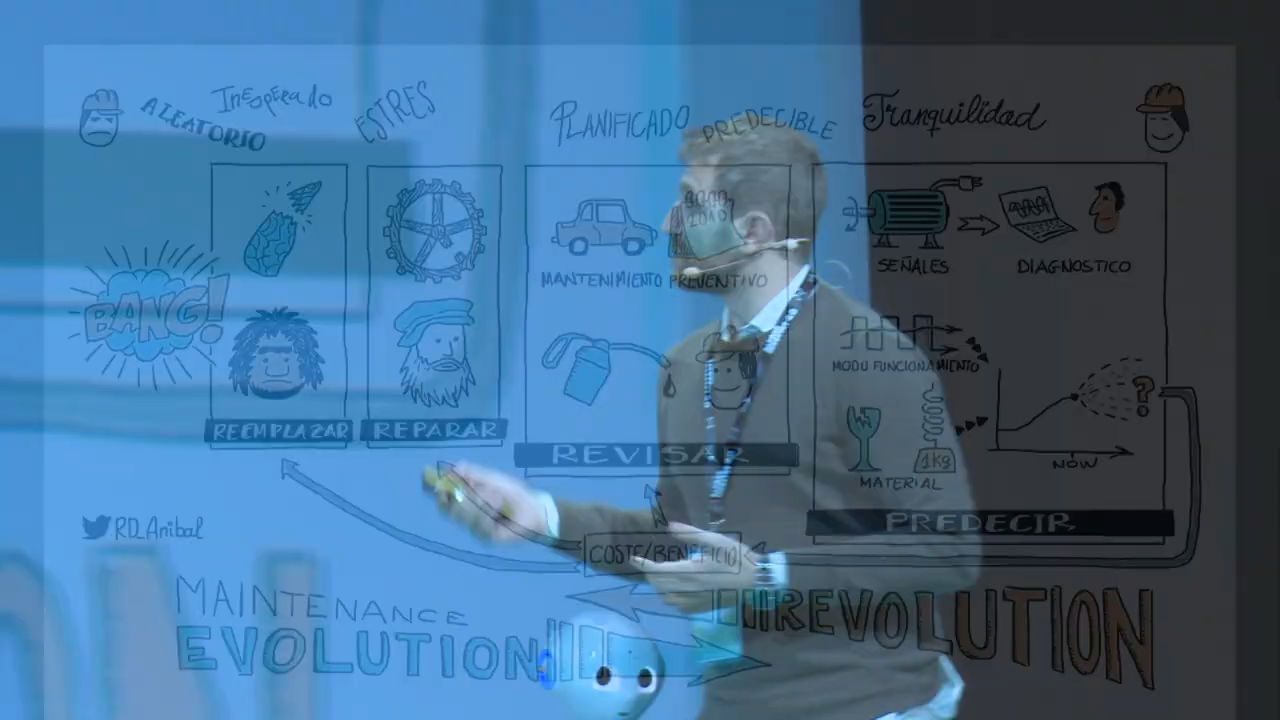 ALEATORIO
Inesperado
ESTRES
PLANIFICADO
PREDECIBLE
Tranquilidad
BANG!
MANTENIMIENTO PREVENTIVO
SEÑALES
DIAGNOSTICO
MODO FUNCIONAMIENTO
?
1kg
MATERIAL
NOW
REEMPLAZAR
REPARAR
REVISAR
PREDECIR
RD_Anibal
COSTE/BENEFICIO
MAINTENANCE
EVOLUTION
REVOLUTION